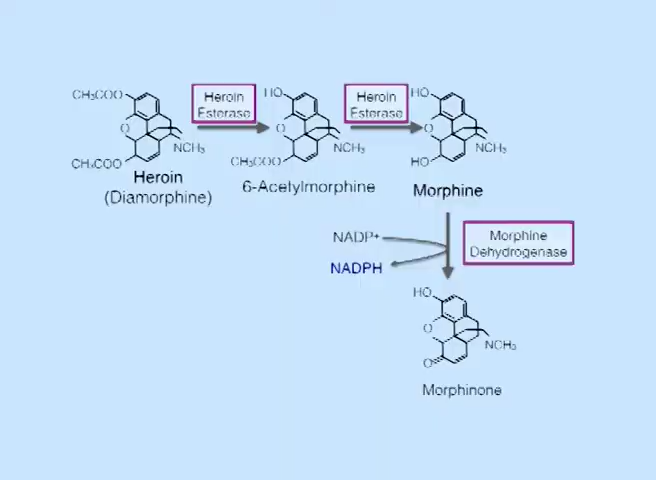 CH₃COO
O
CH₃COO
NCH₃
Heroin
(Diamorphine)
Heroin
Esterase
HO
O
CH₃COO
NCH₃
6-Acetylmorphine
Heroin
Esterase
HO
O
HO
NCH₃
Morphine
NADP+
NADPH
Morphine
Dehydrogenase
HO
O
O
NCH₃
Morphinone